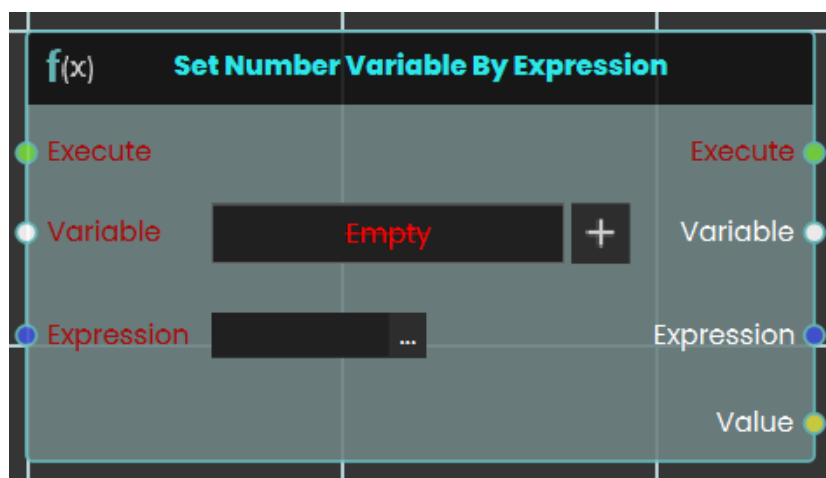 f(x) Set Number Variable By Expression
Execute Execute
Variable Empty + Variable
Expression ... Expression
Value